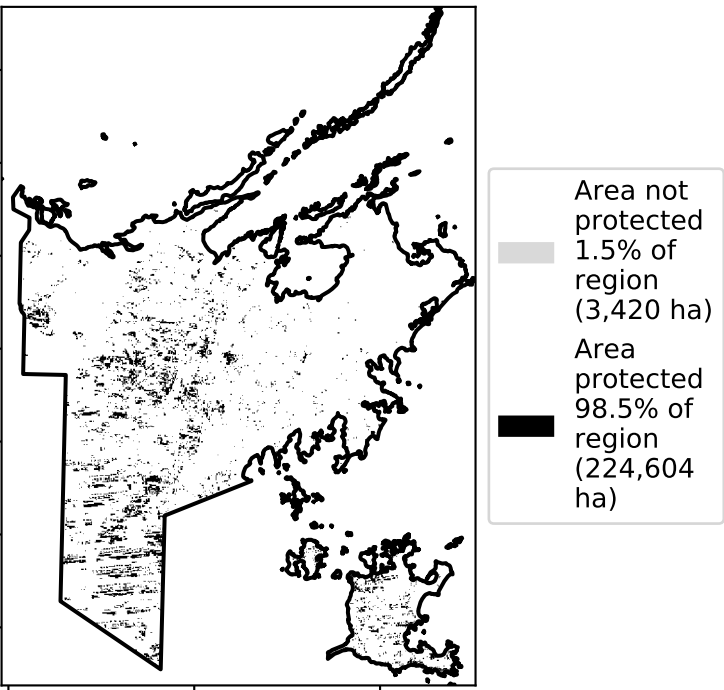 Area not
protected
1.5% of
region
(3,420 ha)
Area
protected
98.5% of
region
(224,604
ha)